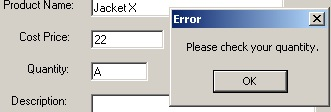 Product Name: Jacket X
Cost Price: 22
Quantity: A
Description:
Error
Please check your quantity.
OK